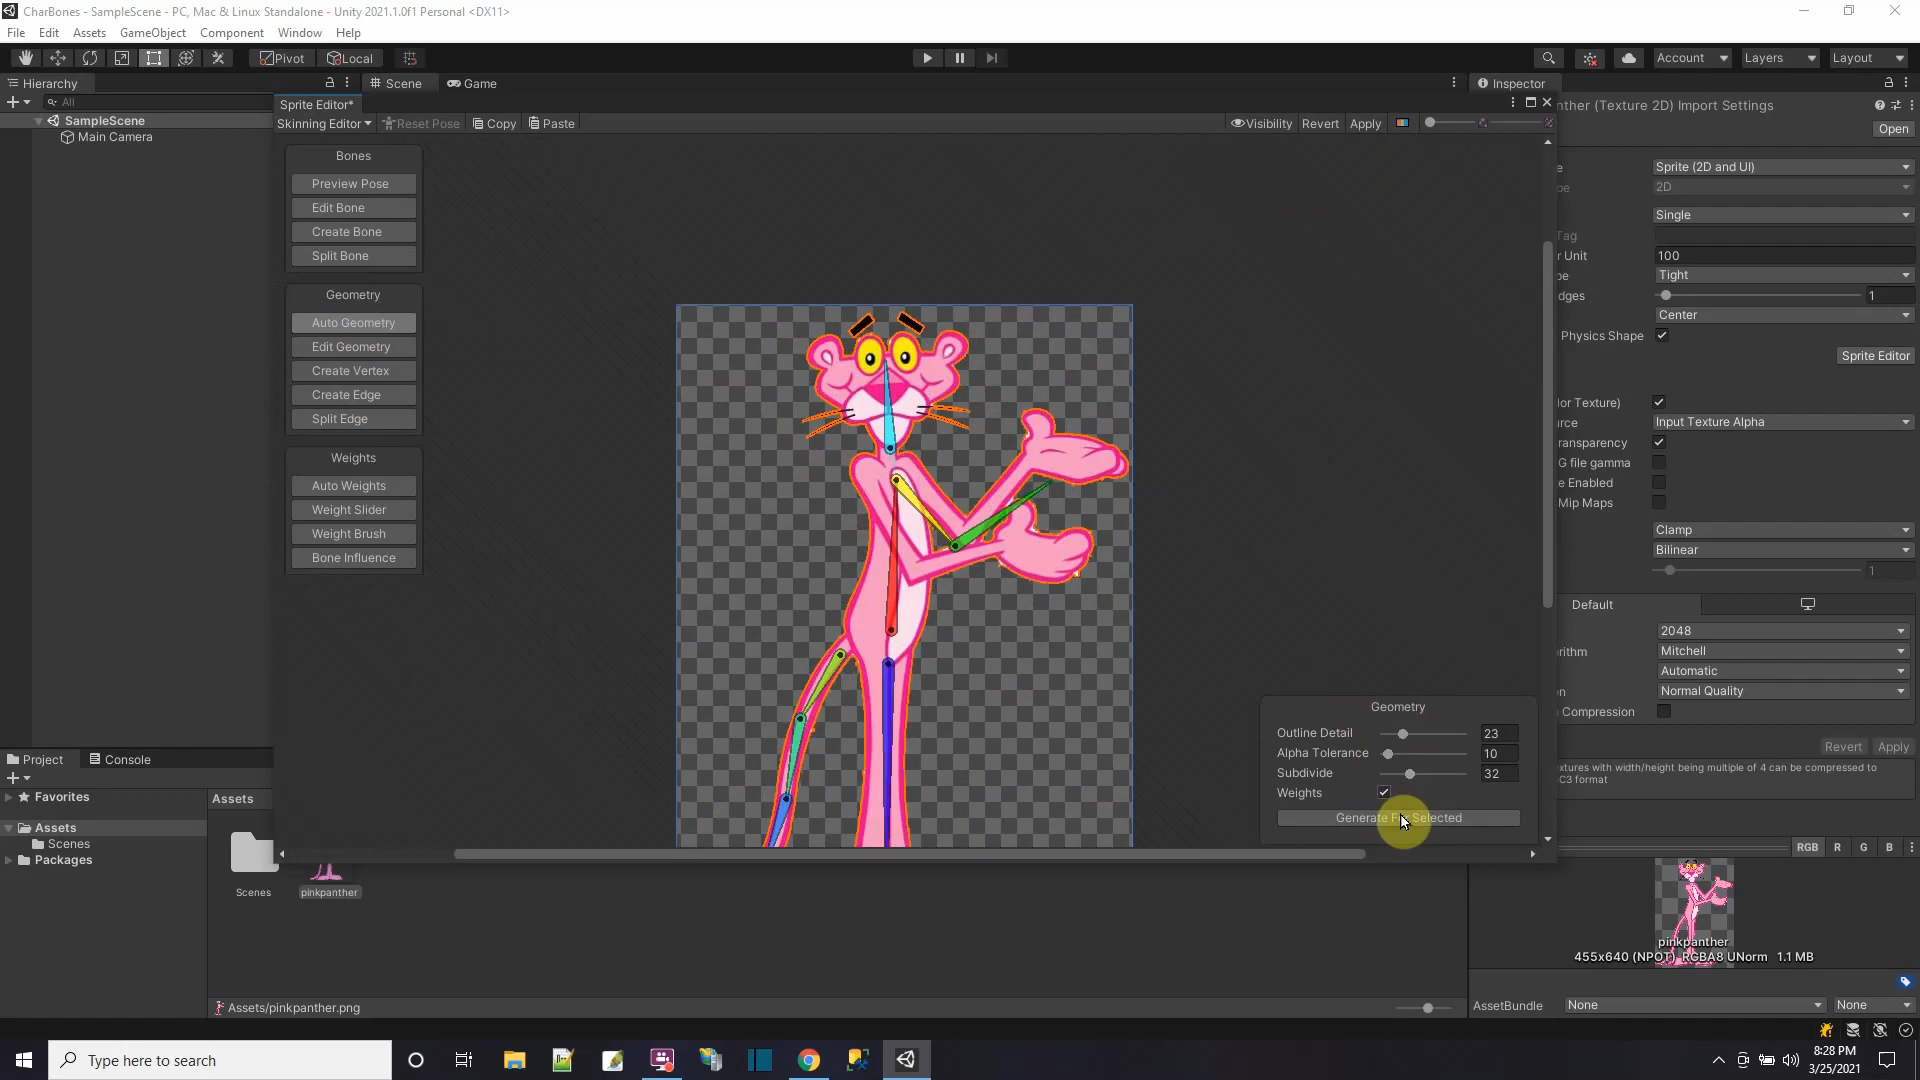 CharBones - SampleScene - PC, Mac & Linux Standalone - Unity 2021.1.0f1 Personal <DX11>
File Edit Assets GameObject Component Window Help
Pivot Local Account Layers Layout
Hierarchy Scene Game Inspector
All
Sprite Editor*
nther (Texture 2D) Import Settings
SampleScene
Skinning Editor Reset Pose Copy Paste Visibility Revert Apply
Open
Main Camera
Bones
Preview Pose
Edit Bone
Create Bone
Split Bone
Geometry
Auto Geometry
Edit Geometry
Create Vertex
Create Edge
Split Edge
Weights
Auto Weights
Weight Slider
Weight Brush
Bone Influence
e Sprite (2D and UI)
pe 2D
Single
Tag
r Unit 100
pe Tight
dges 1
Center
Physics Shape
Sprite Editor
lor Texture)
rce Input Texture Alpha
ransparency
G file gamma
e Enabled
Mip Maps
Clamp
Bilinear
1
Default
2048
rithm Mitchell
Automatic
n Normal Quality
Compression
Revert Apply
extures with width/height being multiple of 4 can be compressed to
C3 format
Geometry
Outline Detail 23
Alpha Tolerance 10
Subdivide 32
Weights
Generate For Selected
Project Console
Favorites
Assets
Scenes
Packages
Assets
Scenes
pinkpanther
Assets/pinkpanther.png
RGB R G B
pinkpanther
455x640 (NPOT) RGBA8 UNorm 1.1 MB
AssetBundle None None
Type here to search
8:28 PM
3/25/2021